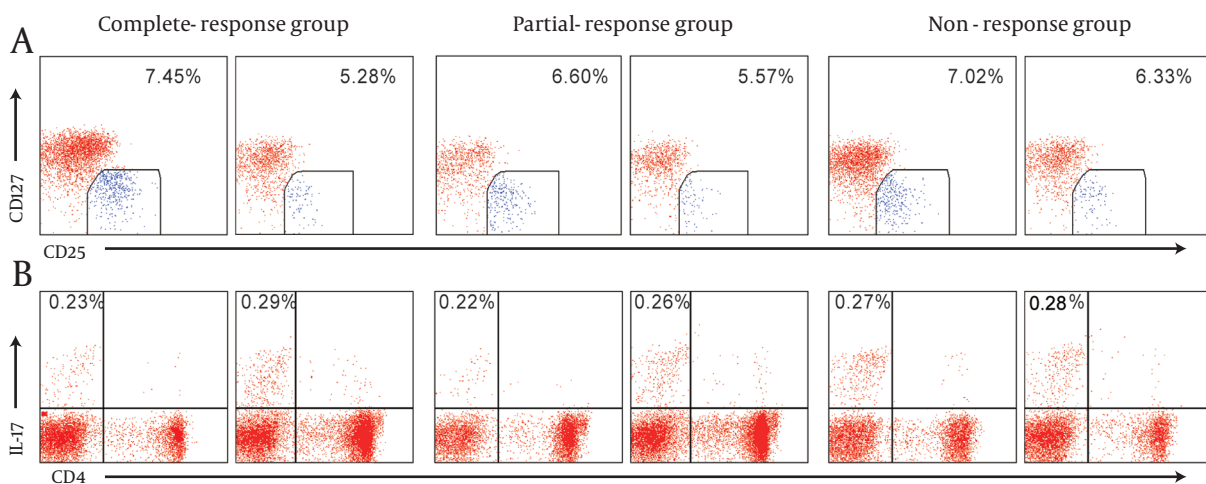 Complete- response group
Partial- response group
Non - response group
A
7.45%
5.28%
6.60%
5.57%
7.02%
6.33%
CD127
CD25
B
0.23%
0.29%
0.22%
0.26%
0.27%
0.28%
IL-17
CD4